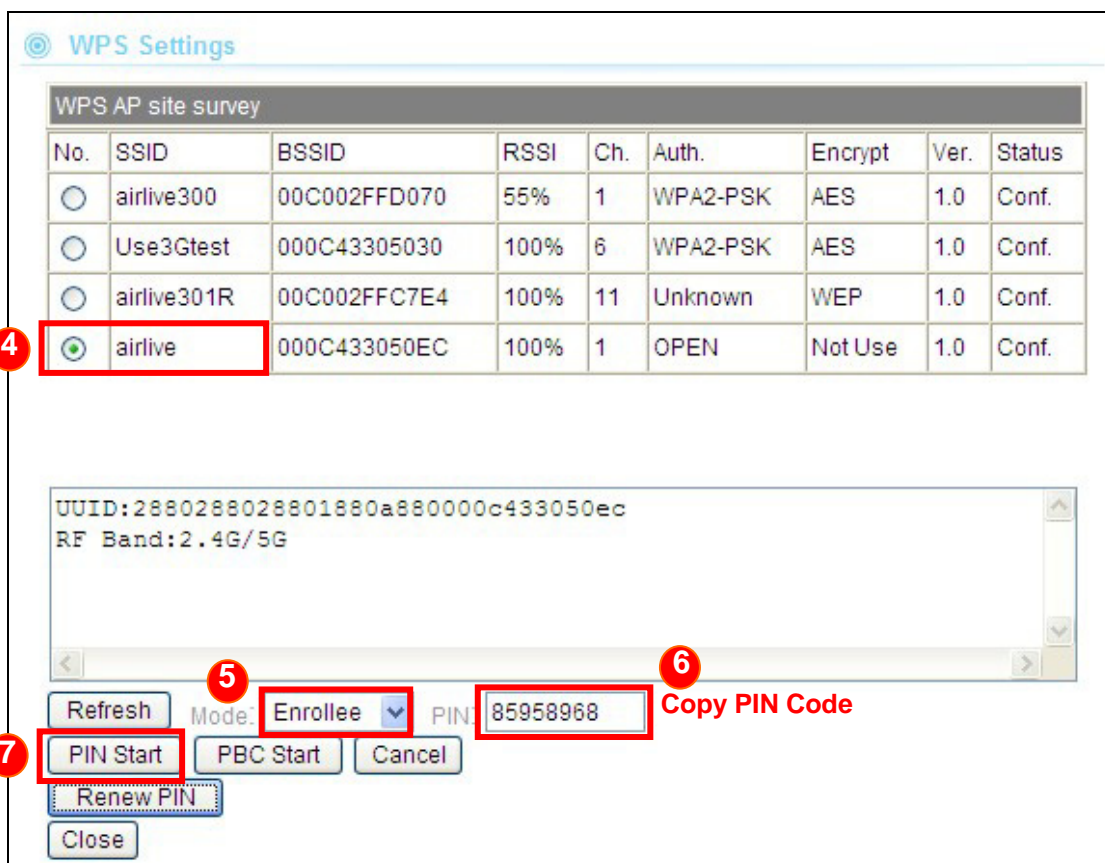 WPS Settings
WPS AP site survey
No. SSID BSSID RSSI Ch. Auth. Encrypt Ver. Status
airlive300 00C002FFD070 55% 1 WPA2-PSK AES 1.0 Conf.
Use3Gtest 000C43305030 100% 6 WPA2-PSK AES 1.0 Conf.
airlive301R 00C002FFC7E4 100% 11 Unknown WEP 1.0 Conf.
4 airlive 000C433050EC 100% 1 OPEN Not Use 1.0 Conf.
UUID:2880288028801880a880000c433050ec
RF Band:2.4G/5G
5 6
Refresh Mode: Enrollee PIN: 85958968 Copy PIN Code
7 PIN Start PBC Start Cancel
Renew PIN
Close